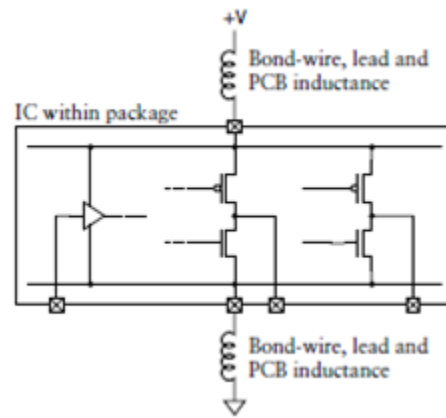 +V
Bond-wire, lead and
PCB inductance
IC within package
Bond-wire, lead and
PCB inductance